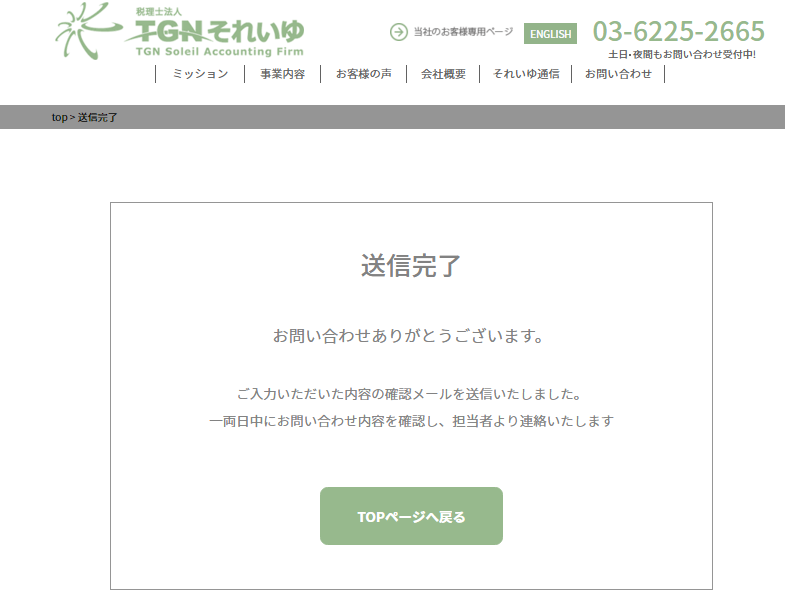 税理士法人
TGNそれいゆ
TGN Soleil Accounting Firm
当社のお客様専用ページ
ENGLISH
03-6225-2665
土日・夜間もお問い合わせ受付中!
ミッション
事業内容
お客様の声
会社概要
それいゆ通信
お問い合わせ
top > 送信完了
送信完了
お問い合わせありがとうございます。
ご入力いただいた内容の確認メールを送信いたしました。
一両日中にお問い合わせ内容を確認し、担当者より連絡いたします
TOPページへ戻る